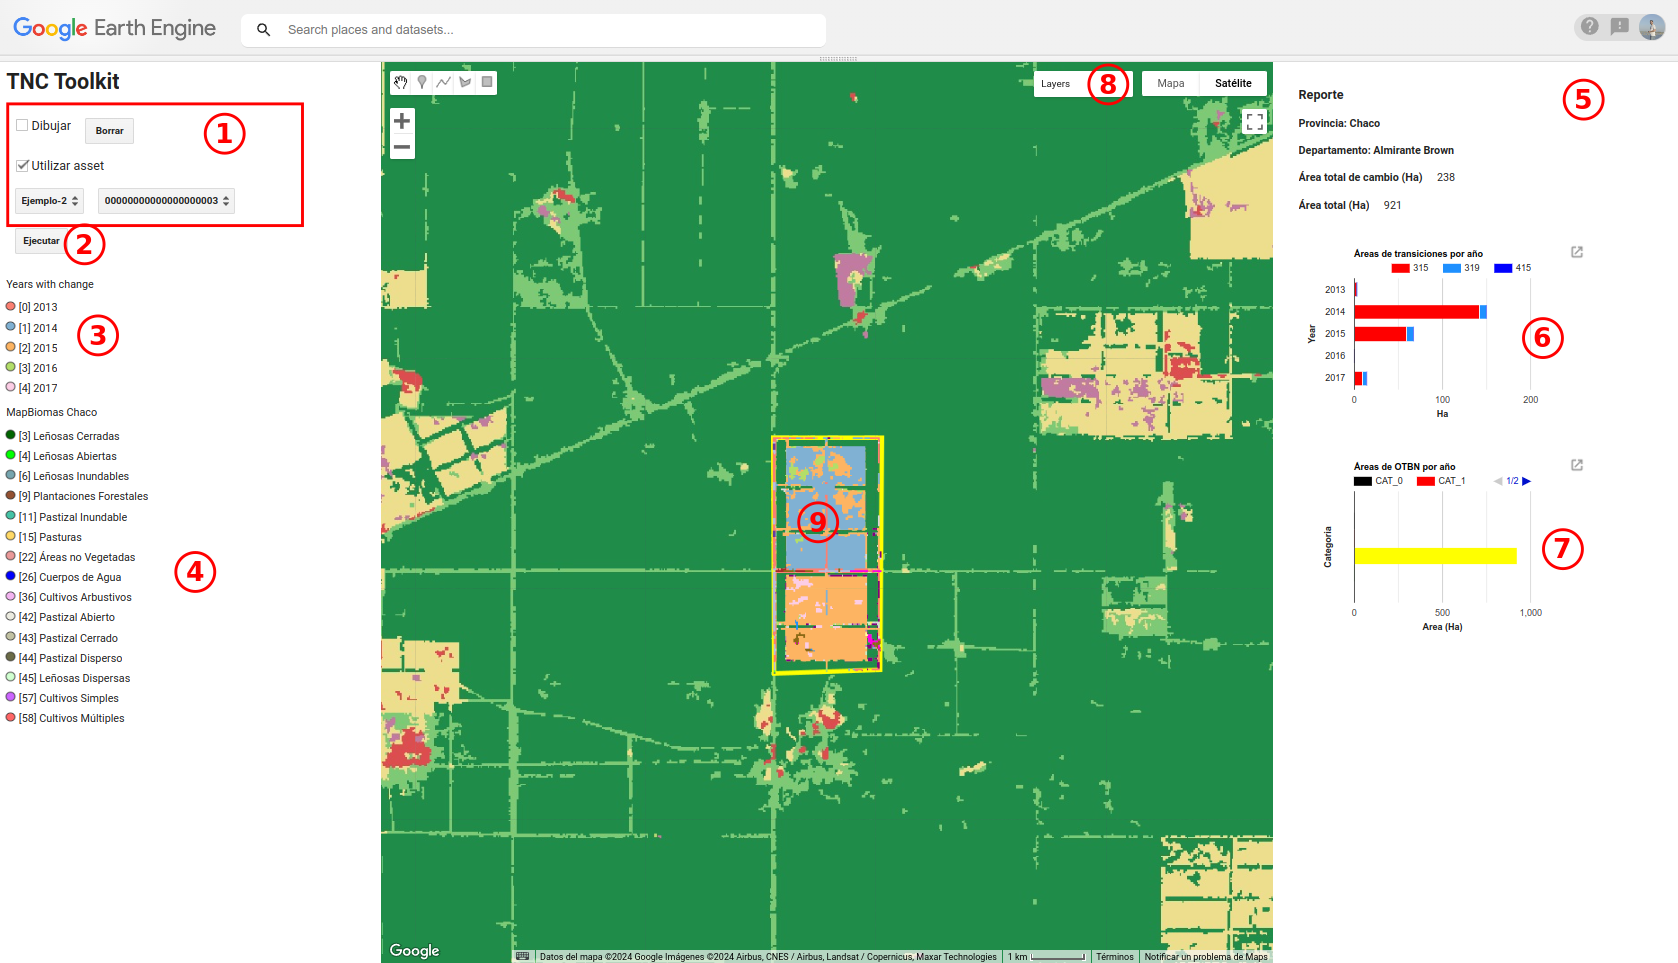 Google Earth Engine
Search places and datasets...
TNC Toolkit
Dibujar
Borrar
1
Utilizar asset
Ejemplo-2
00000000000000000003
Ejecutar
2
Years with change
[0] 2013
[1] 2014
[2] 2015
[3] 2016
[4] 2017
3
MapBiomas Chaco
[3] Leñosas Cerradas
[4] Leñosas Abiertas
[6] Leñosas Inundables
[9] Plantaciones Forestales
[11] Pastizal Inundable
[15] Pasturas
[22] Áreas no Vegetadas
[26] Cuerpos de Agua
[36] Cultivos Arbustivos
[42] Pastizal Abierto
[43] Pastizal Cerrado
[44] Pastizal Disperso
[45] Leñosas Dispersas
[57] Cultivos Simples
[58] Cultivos Múltiples
4
Layers
8
Mapa
Satélite
9
Google
Datos del mapa ©2024 Google Imágenes ©2024 Airbus, CNES / Airbus, Landsat / Copernicus, Maxar Technologies
1 km
Términos
Notificar un problema de Maps
Reporte
5
Provincia: Chaco
Departamento: Almirante Brown
Área total de cambio (Ha) 238
Área total (Ha) 921
Áreas de transiciones por año
315 319 415
Year
2013
2014
2015
2016
2017
6
0 100 200
Ha
Áreas de OTBN por año
CAT_0 CAT_1 1/2
Categoria
7
0 500 1,000
Area (Ha)